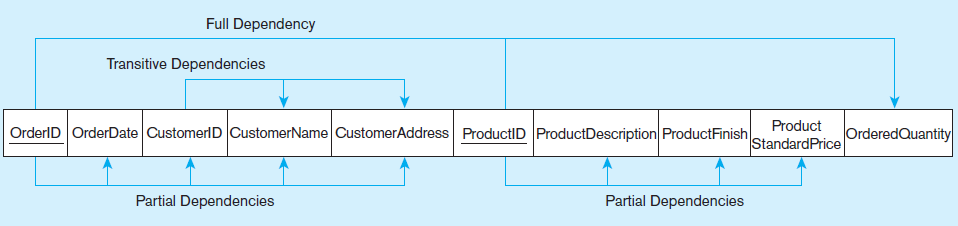 Full Dependency
Transitive Dependencies
OrderID OrderDate CustomerID CustomerName CustomerAddress ProductID ProductDescription ProductFinish Product
StandardPrice OrderedQuantity
Partial Dependencies Partial Dependencies